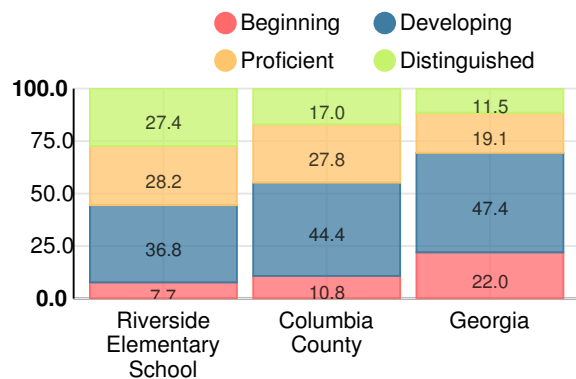 Beginning
Developing
Proficient
Distinguished
100.0
75.0
50.0
25.0
0.0
27.4
28.2
36.8
7.7
17.0
27.8
44.4
10.8
11.5
19.1
47.4
22.0
Riverside
Elementary
School
Columbia
County
Georgia